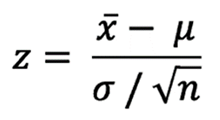 z = (x̄ − μ) / (σ / √n)